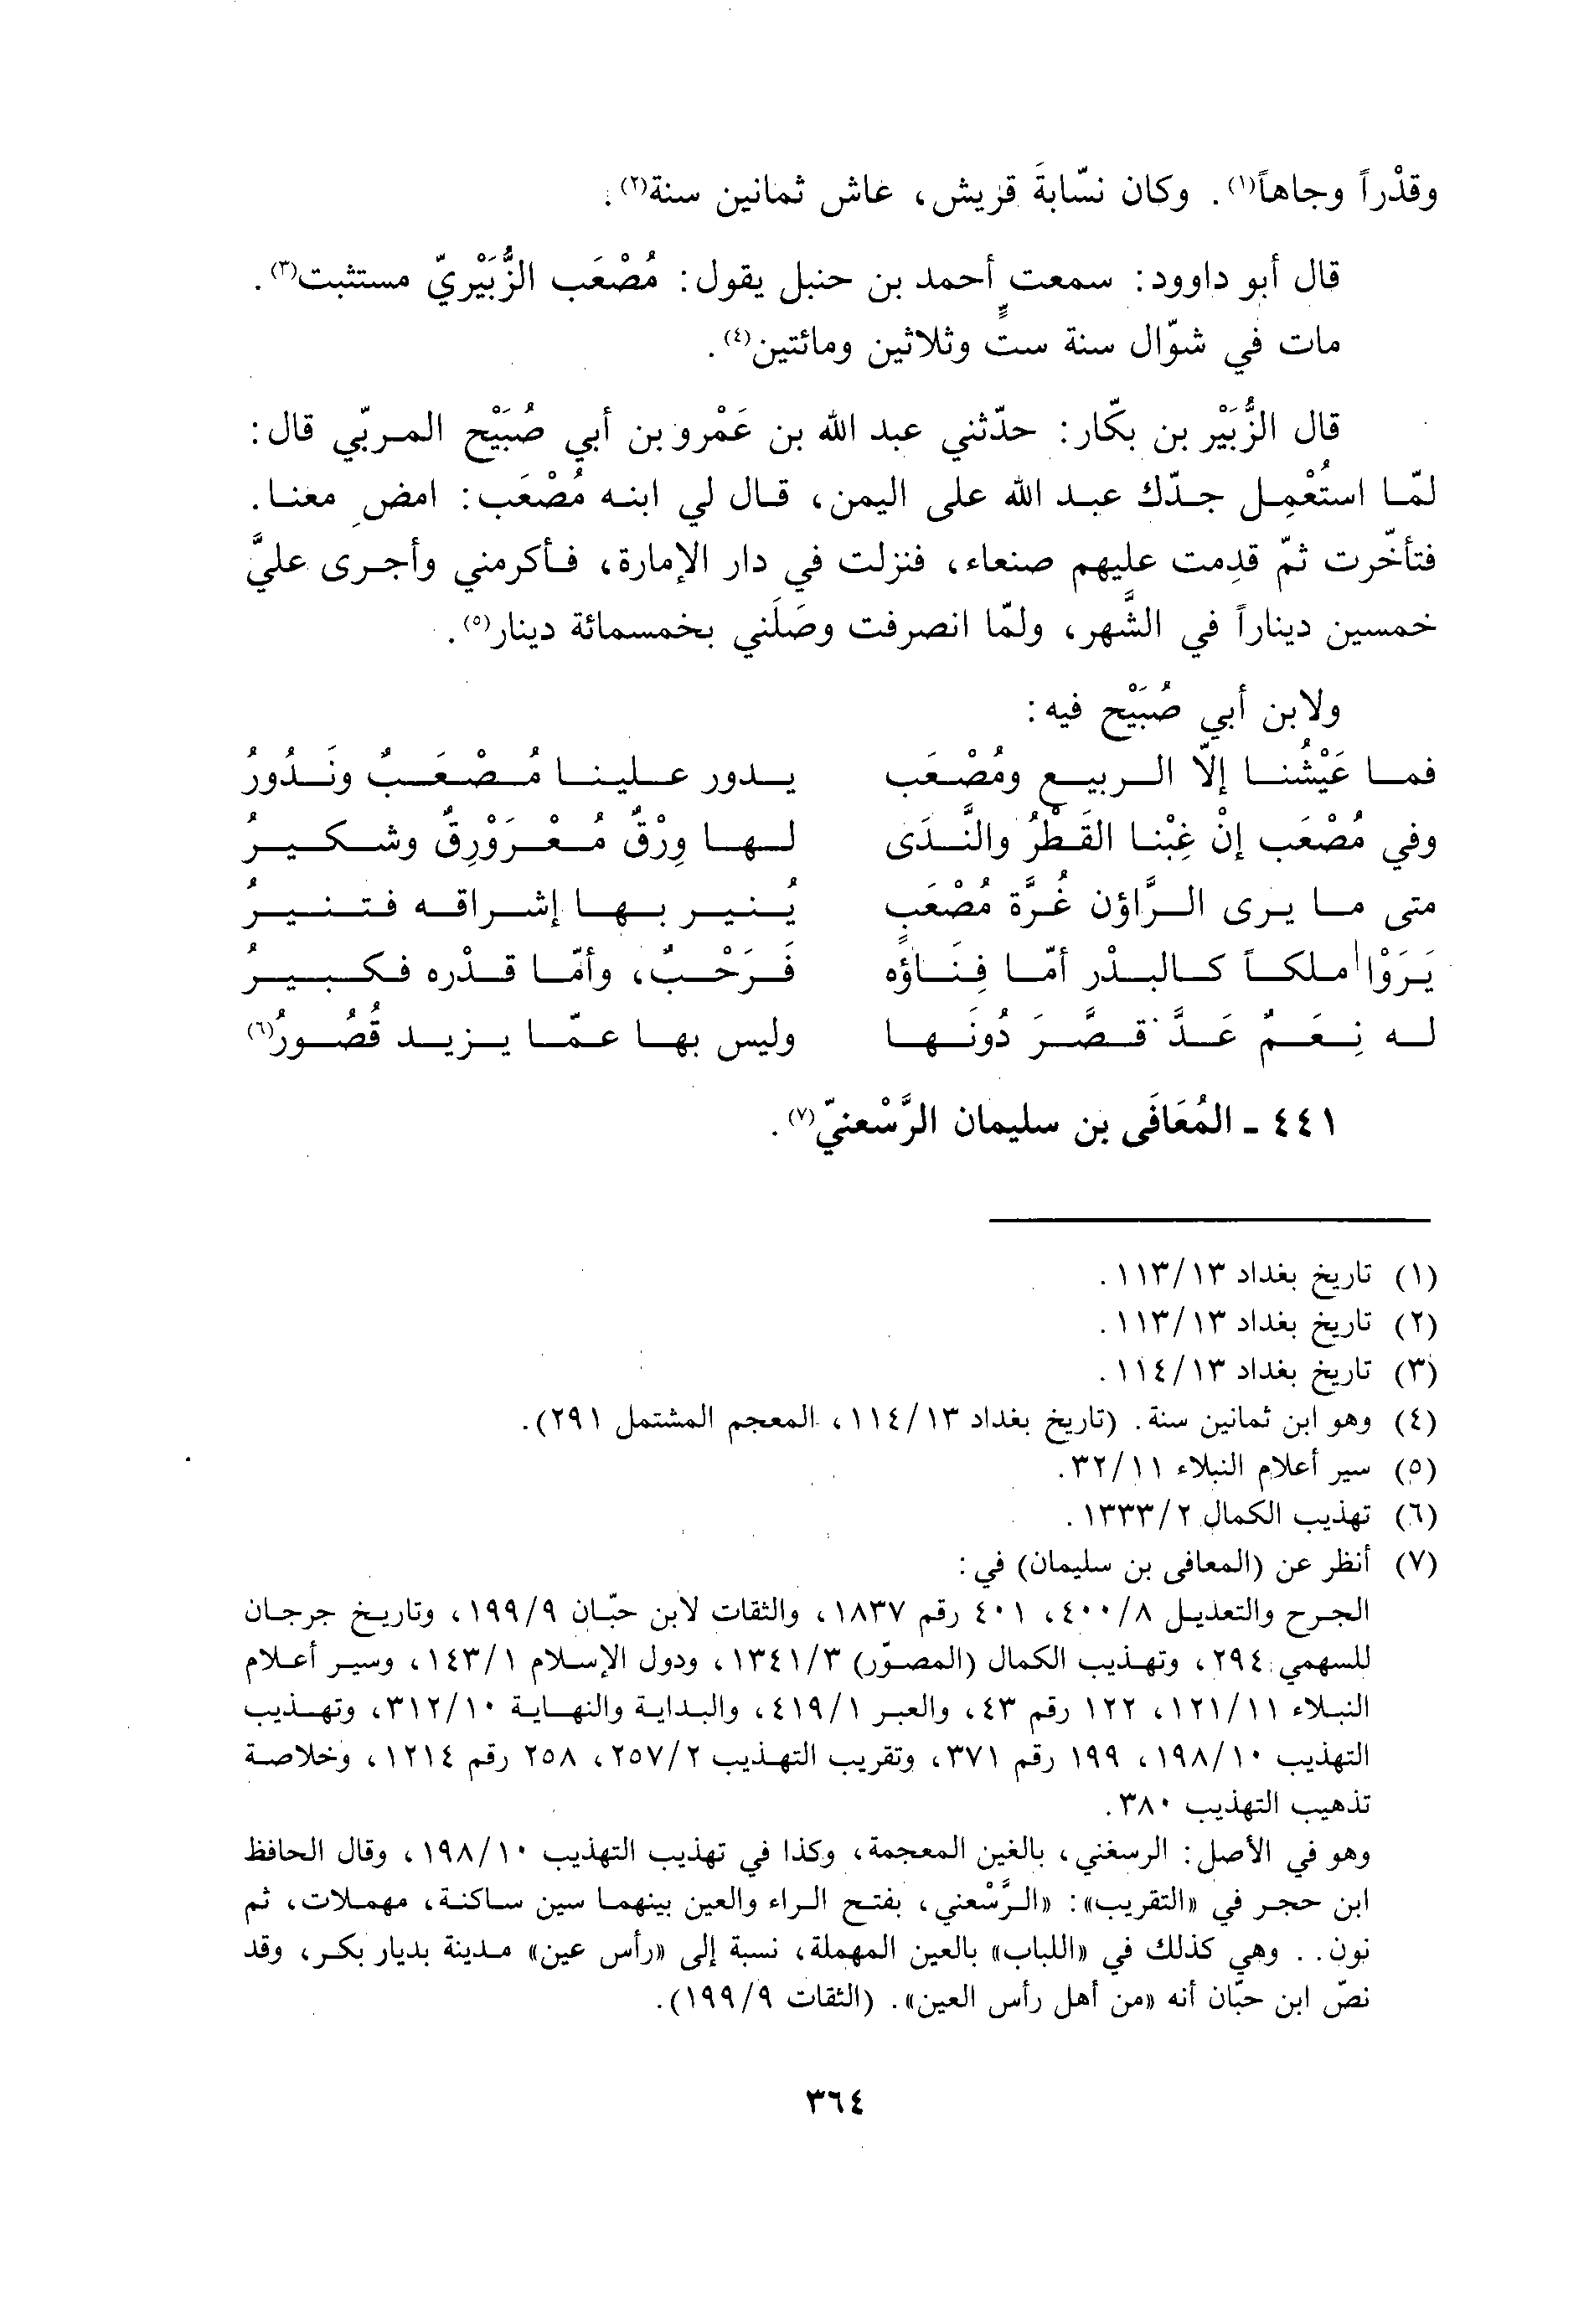 وقدْراً وجاهاً(١). وكان نسّابةَ قريش، عاش ثمانين سنة(٢).
قال أبو داوود: سمعت أحمد بن حنبل يقول: مُصْعَب الزُّبَيْريّ مستثبت(٣).
مات في شوّال سنة ستٍّ وثلاثين ومائتين(٤).
قال الزُّبَيْر بن بكّار: حدّثني عبد الله بن عَمْرو بن أبي صُبَيْح المربّي قال:
لمّا استُعْمِل جدّك عبد الله على اليمن، قال لي ابنه مُصْعَب: امضِ معنا.
فتأخّرت ثمّ قدِمت عليهم صنعاء، فنزلت في دار الإمارة، فأكرمني وأجرى عليَّ
خمسين ديناراً في الشَّهر، ولمّا انصرفت وصَلَني بخمسمائة دينار(٥).
ولابن أبي صُبَيْح فيه:
فما عَيْشُنا إلّا الربيع ومُصْعَب يدور علينا مُصْعَبٌ ونَدُورُ
وفي مُصْعَب إنْ غِبْنا القَطْرُ والنَّدَى لها وِرْقٌ مُعْرَوْرِقٌ وشكيرُ
متى ما يرى الرَّاؤن غُرَّة مُصْعَبٍ يُنير بها إشراقه فتنيرُ
يَرَوْا ملكاً كالبدْر أمّا فِنَاؤه فَرَحْبٌ، وأمّا قدْره فكبيرُ
له نِعَمٌ عَدَّ قصَّرَ دُونَها وليس بها عمّا يزيد قُصُورُ(٦)
٤٤١ - المُعَافَى بن سليمان الرَّسْعنيّ(٧).
(١) تاريخ بغداد ١١٣/١٣.
(٢) تاريخ بغداد ١١٣/١٣.
(٣) تاريخ بغداد ١١٤/١٣.
(٤) وهو ابن ثمانين سنة. (تاريخ بغداد ١١٤/١٣، المعجم المشتمل ٢٩١).
(٥) سير أعلام النبلاء ٣٢/١١.
(٦) تهذيب الكمال ١٣٣٣/٢.
(٧) أنظر عن (المعافى بن سليمان) في:
الجرح والتعديل ٤٠٠/٨، ٤٠١ رقم ١٨٣٧، والثقات لابن حبّان ١٩٩/٩، وتاريخ جرجان
للسهمي ٢٩٤، وتهذيب الكمال (المصوّر) ١٣٤١/٣، ودول الإسلام ١٤٣/١، وسير أعلام
النبلاء ١٢١/١١، ١٢٢ رقم ٤٣، والعبر ٤١٩/١، والبداية والنهاية ٣١٢/١٠، وتهذيب
التهذيب ١٩٨/١٠، ١٩٩ رقم ٣٧١، وتقريب التهذيب ٢٥٧/٢، ٢٥٨ رقم ١٢١٤، وخلاصة
تذهيب التهذيب ٣٨٠.
وهو في الأصل: الرسغني، بالغين المعجمة، وكذا في تهذيب التهذيب ١٩٨/١٠، وقال الحافظ
ابن حجر في «التقريب»: «الرَّسْعني، بفتح الراء والعين بينهما سين ساكنة، مهملات، ثم
نون.. وهي كذلك في «اللباب» بالعين المهملة، نسبة إلى «رأس عين» مدينة بديار بكر، وقد
نصّ ابن حبّان أنه «من أهل رأس العين». (الثقات ١٩٩/٩).
٣٦٤